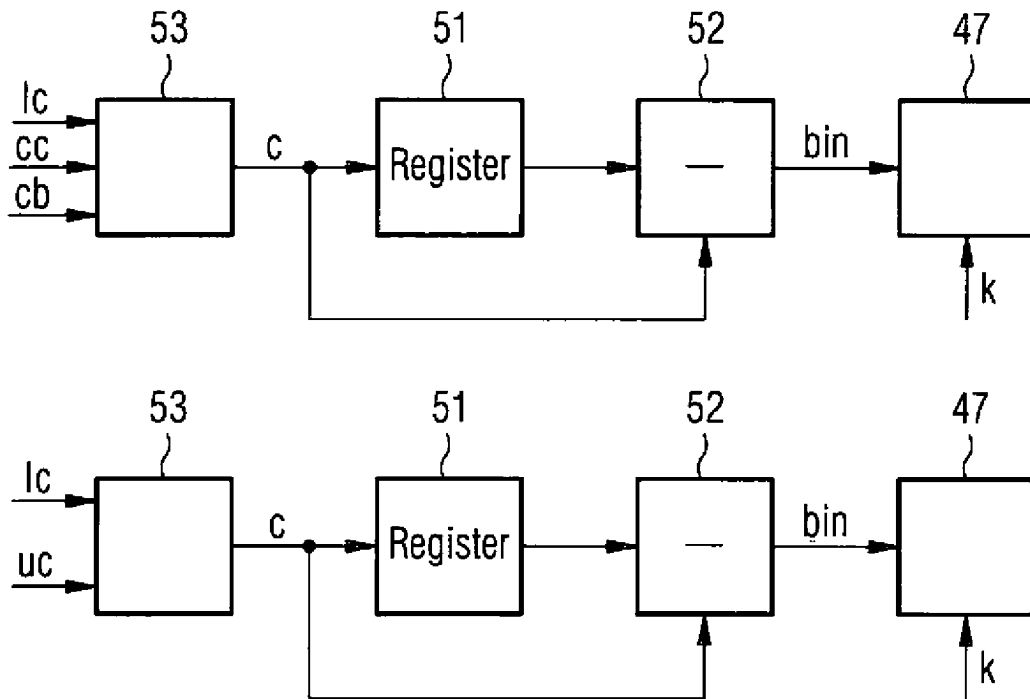 53 51 52 47
lc
cc
cb
c
Register
—
bin
k
53 51 52 47
lc
uc
c
Register
—
bin
k